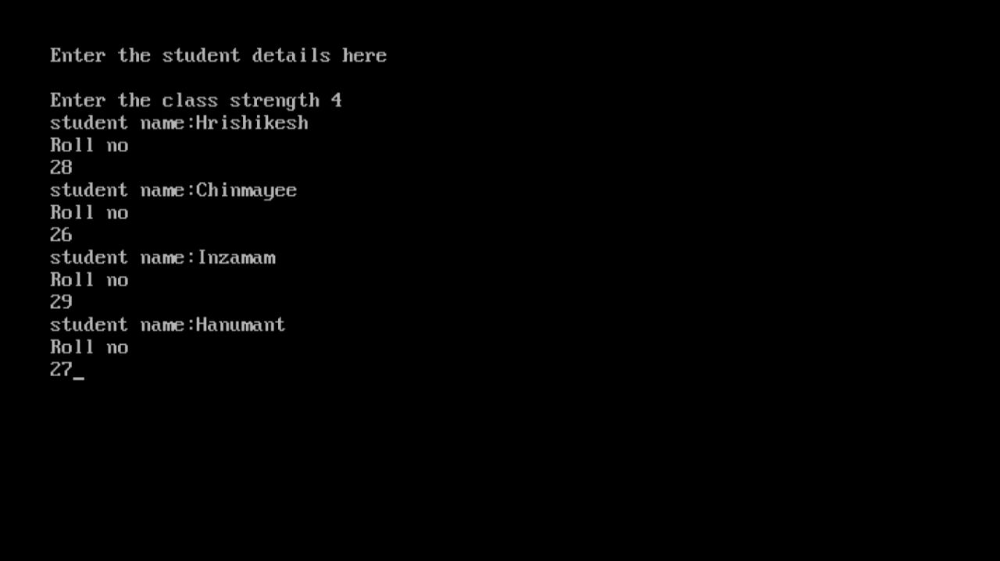 Enter the student details here
Enter the class strength 4
student name:Hrishikesh
Roll no
28
student name:Chinmayee
Roll no
26
student name:Inzamam
Roll no
29
student name:Hanumant
Roll no
27_